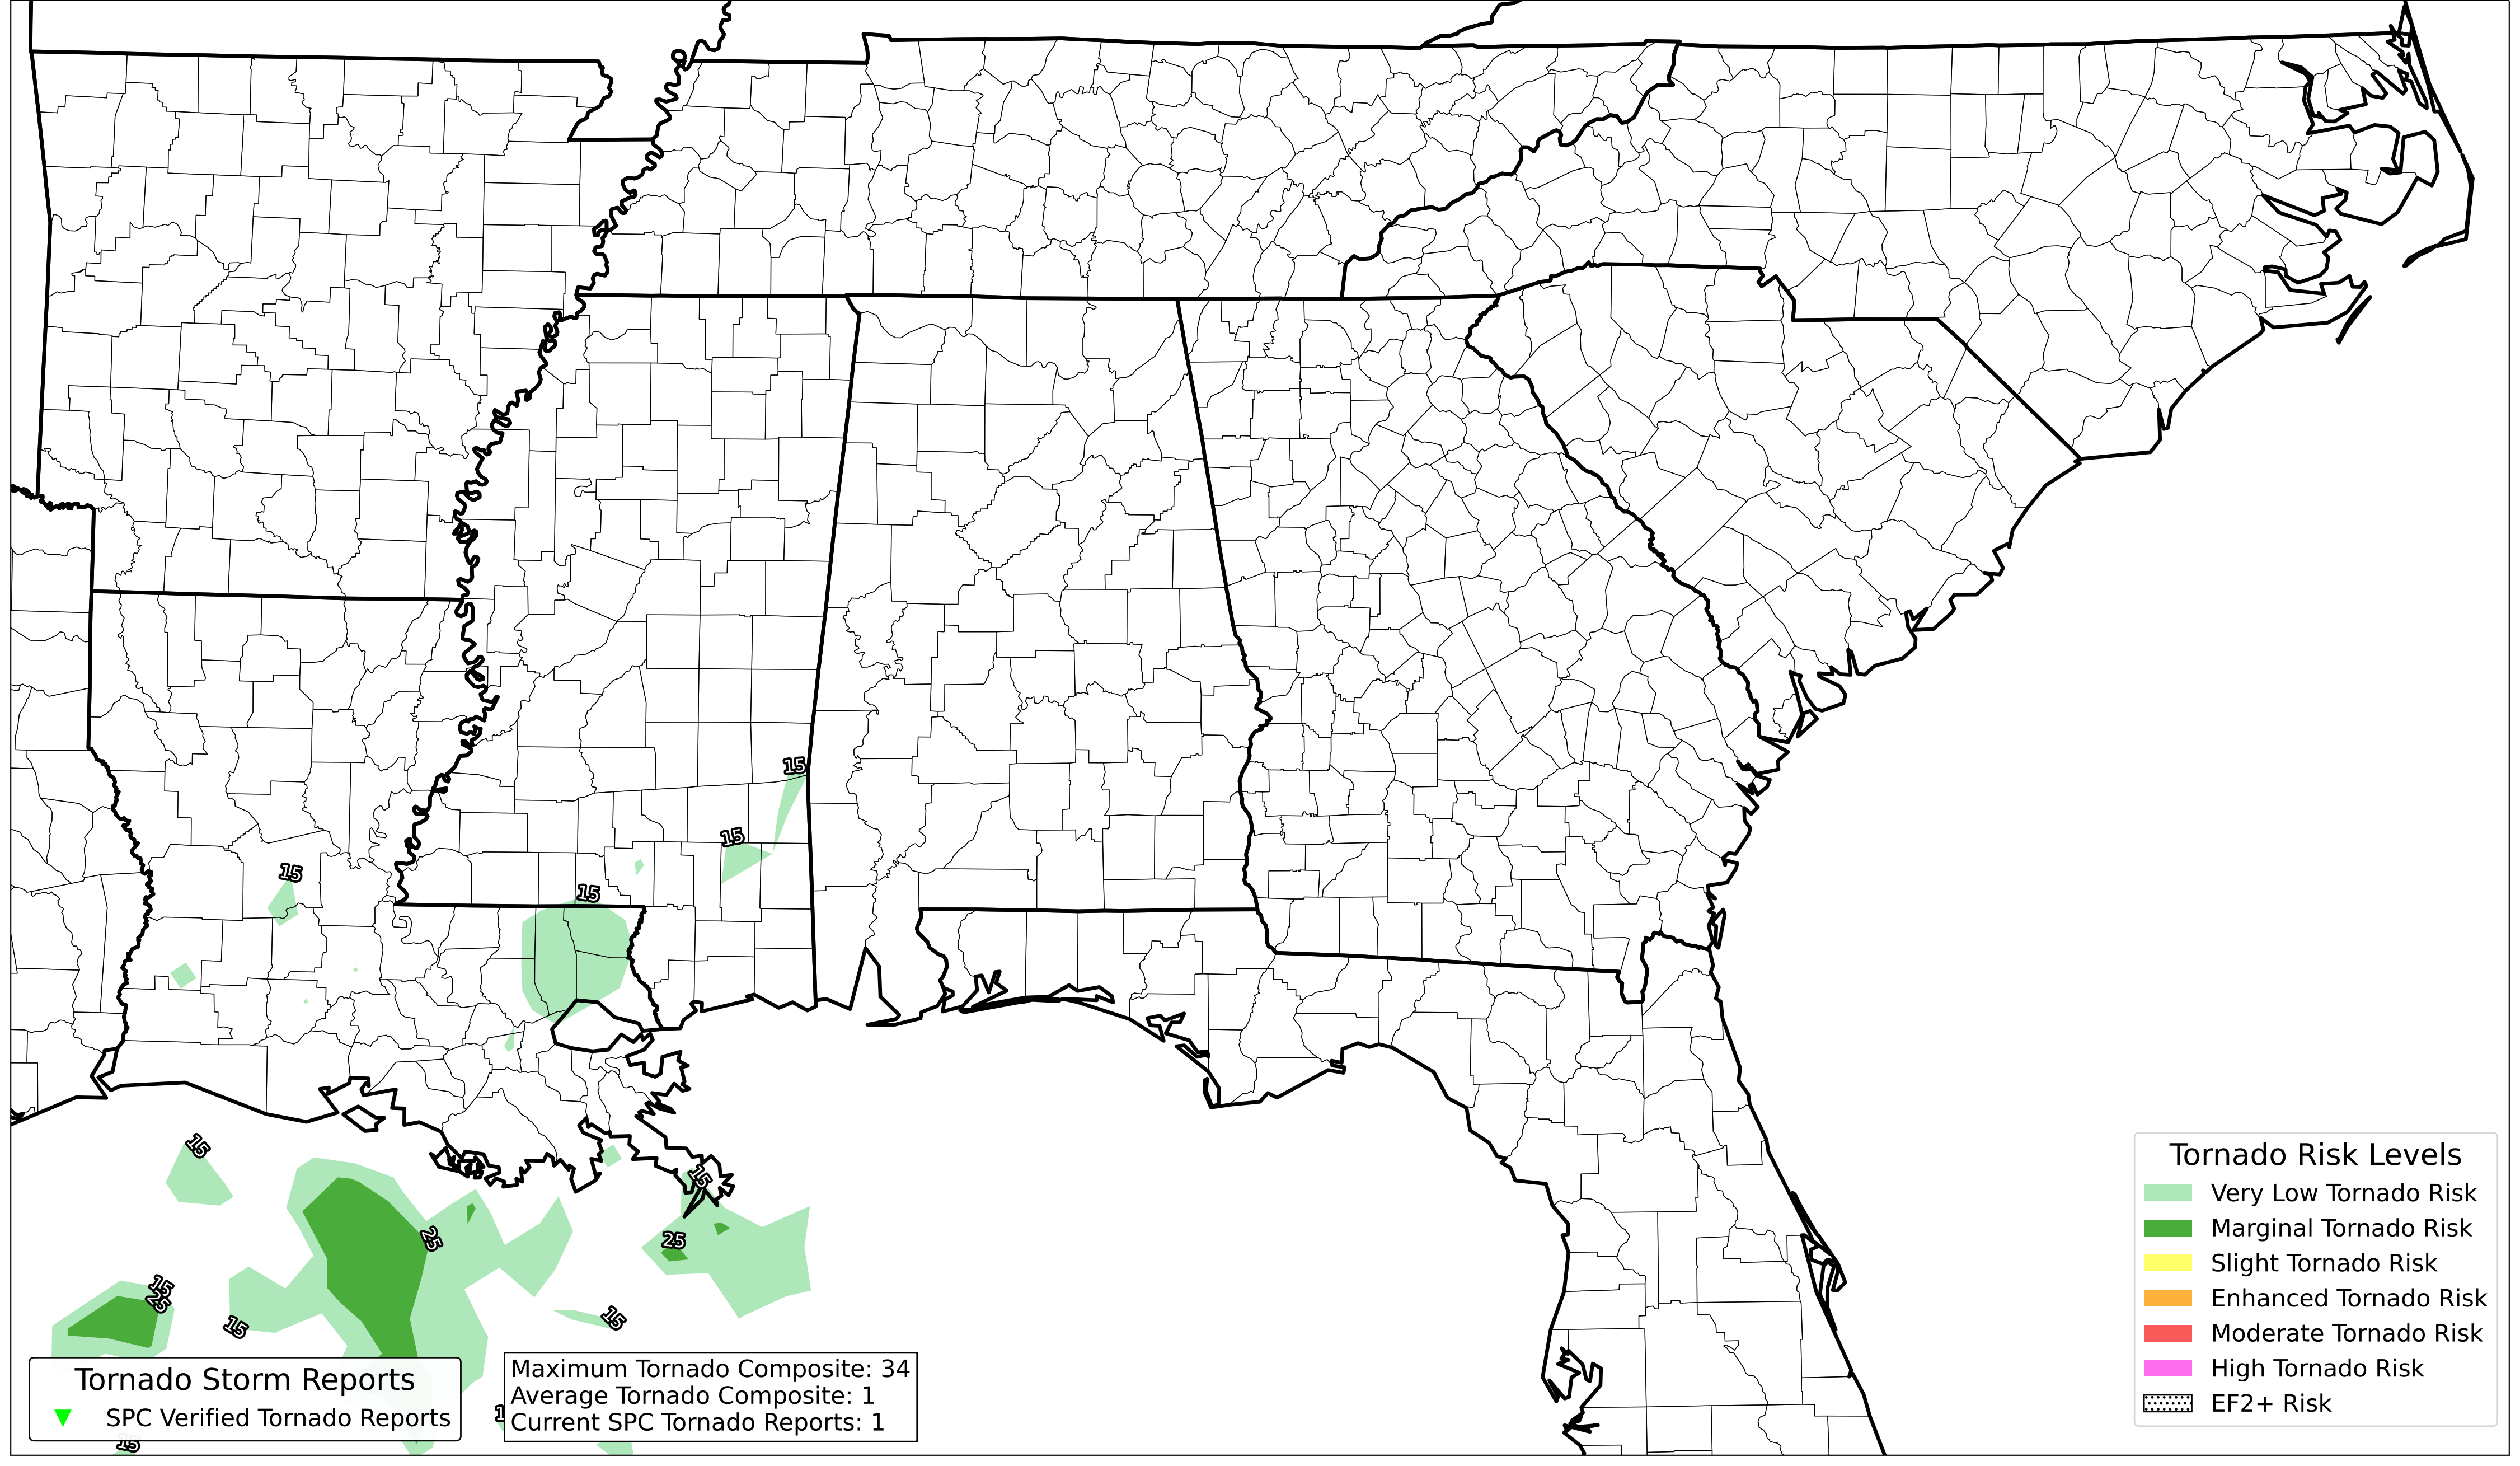 15
15
15
15
15
15
25
25
15
25
15
15
Tornado Storm Reports
SPC Verified Tornado Reports
15
Maximum Tornado Composite: 34
Average Tornado Composite: 1
Current SPC Tornado Reports: 1
Tornado Risk Levels
Very Low Tornado Risk
Marginal Tornado Risk
Slight Tornado Risk
Enhanced Tornado Risk
Moderate Tornado Risk
High Tornado Risk
EF2+ Risk